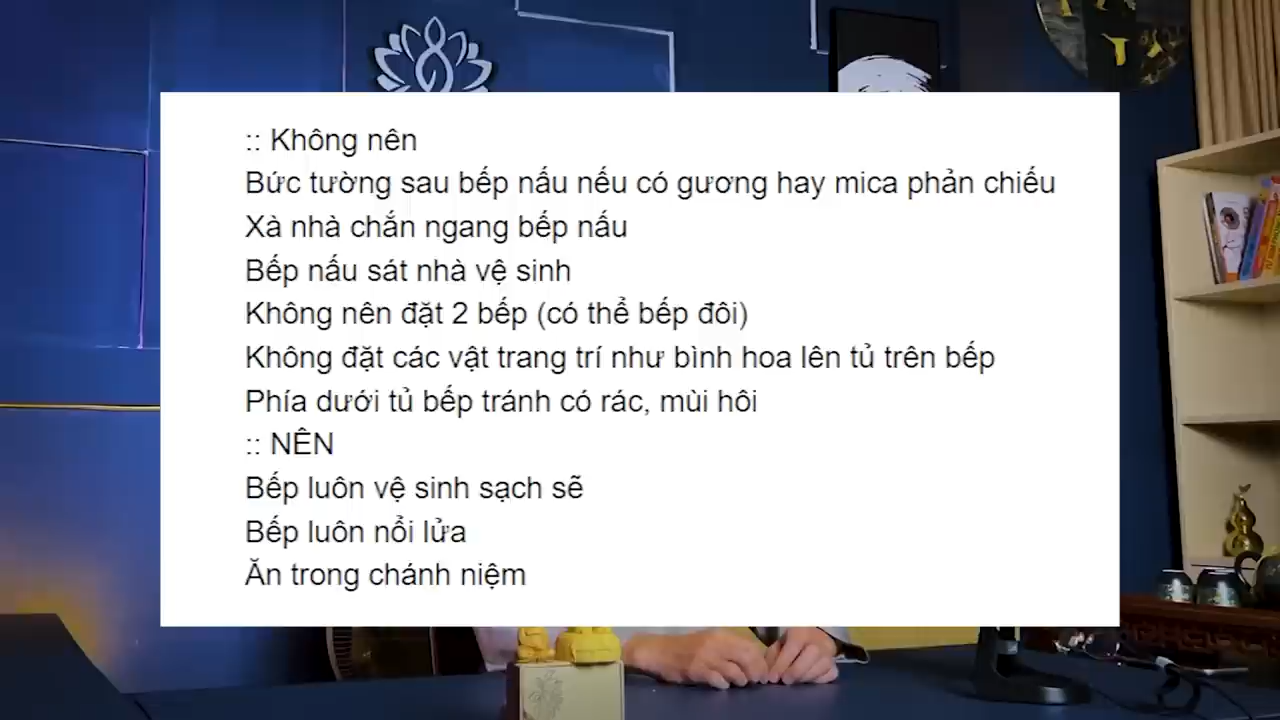 :: Không nên
Bức tường sau bếp nấu nếu có gương hay mica phản chiếu
Xà nhà chắn ngang bếp nấu
Bếp nấu sát nhà vệ sinh
Không nên đặt 2 bếp (có thể bếp đôi)
Không đặt các vật trang trí như bình hoa lên tủ trên bếp
Phía dưới tủ bếp tránh có rác, mùi hôi
:: NÊN
Bếp luôn vệ sinh sạch sẽ
Bếp luôn nổi lửa
Ăn trong chánh niệm